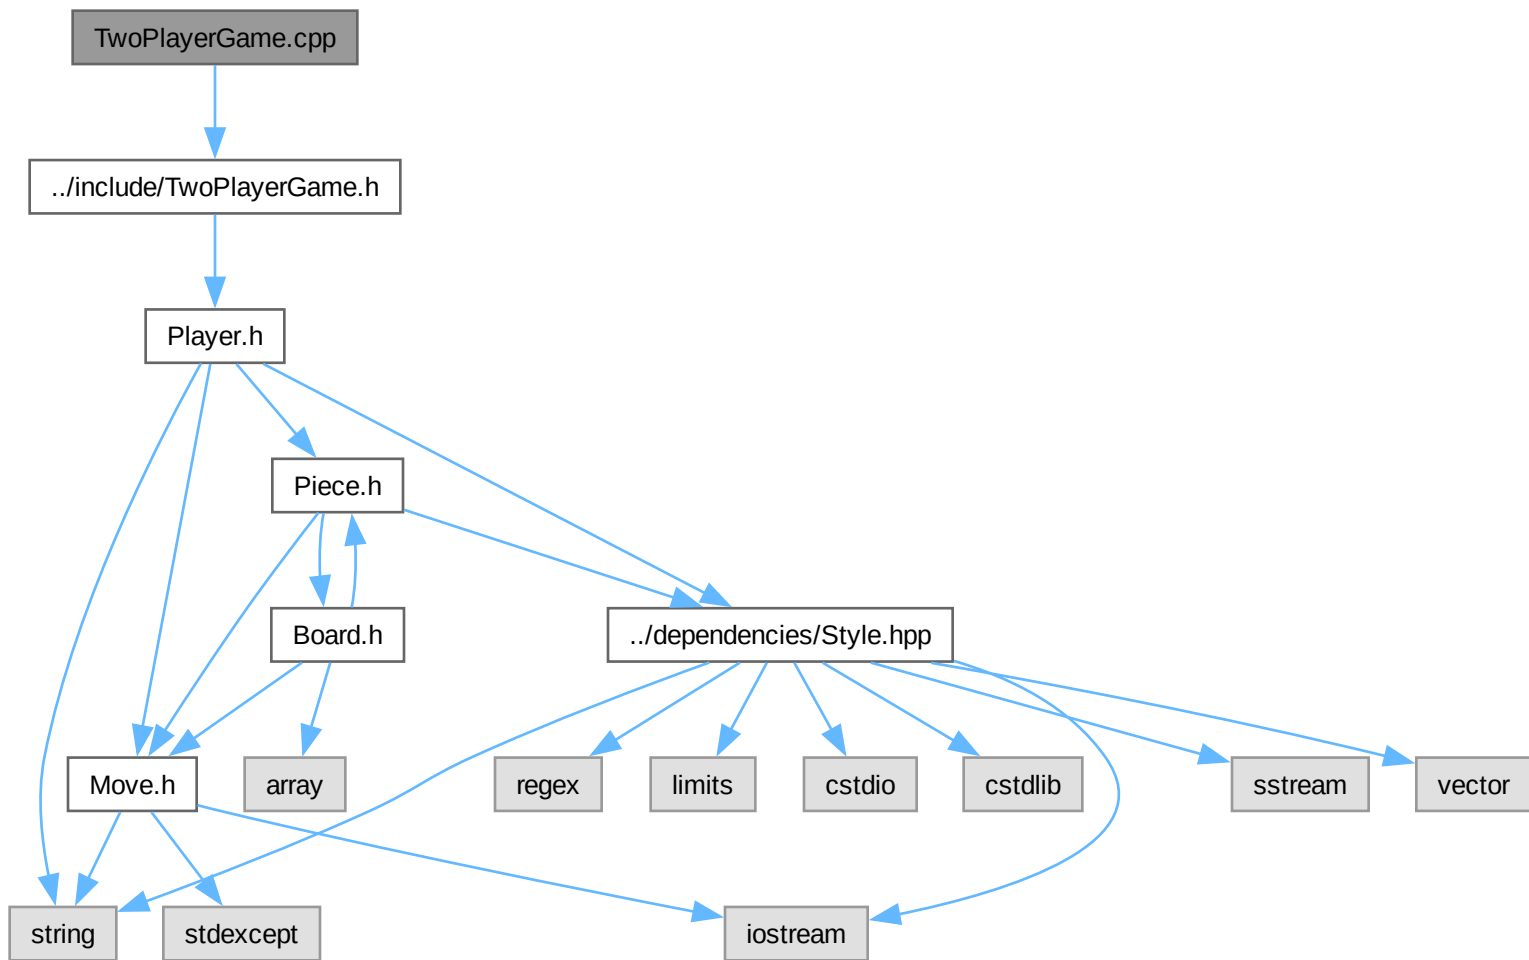 TwoPlayerGame.cpp
../include/TwoPlayerGame.h
Player.h
Piece.h
Board.h
../dependencies/Style.hpp
Move.h
array
regex
limits
cstdio
cstdlib
sstream
vector
string
stdexcept
iostream